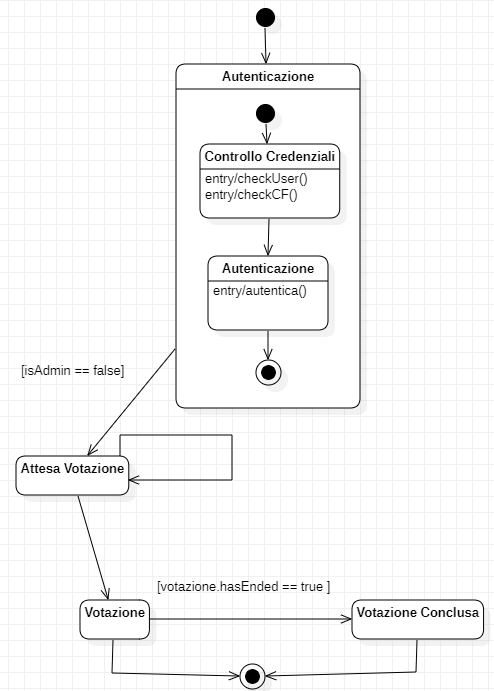 Autenticazione
Controllo Credenziali
entry/checkUser()
entry/checkCF()
Autenticazione
entry/autentica()
[isAdmin == false]
Attesa Votazione
[votazione.hasEnded == true ]
Votazione
Votazione Conclusa